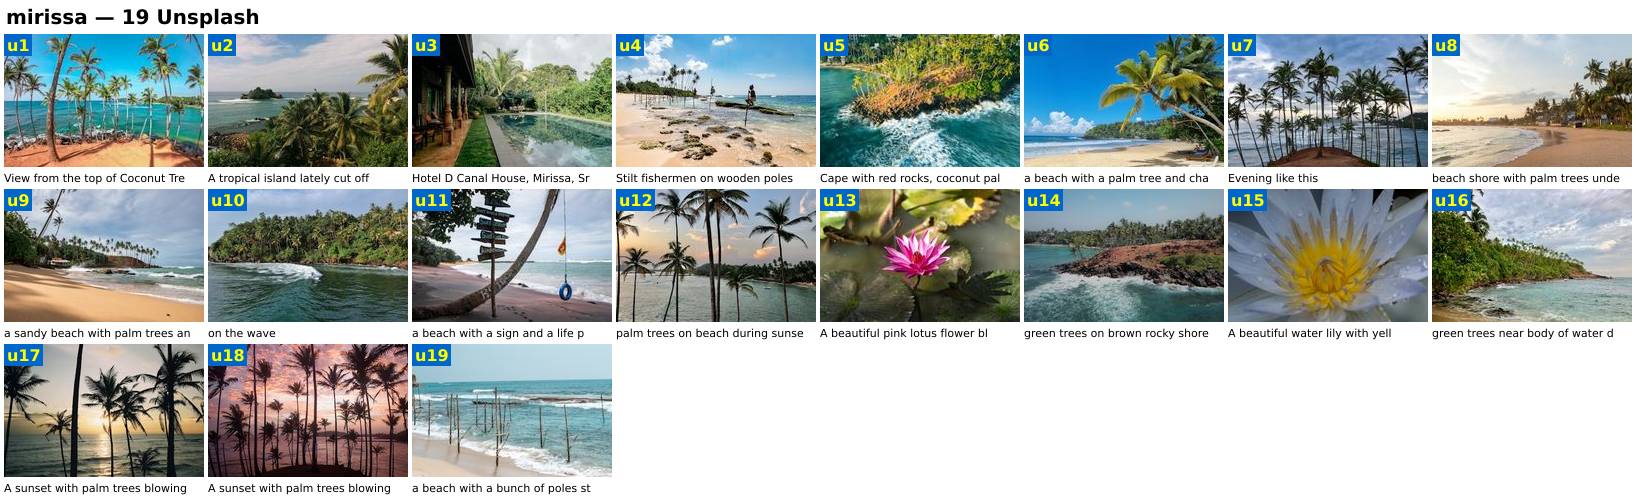 mirissa — 19 Unsplash
u1
u2
u3
u4
u5
u6
u7
u8
View from the top of Coconut Tre
A tropical island lately cut off
Hotel D Canal House, Mirissa, Sr
Stilt fishermen on wooden poles
Cape with red rocks, coconut pal
a beach with a palm tree and cha
Evening like this
beach shore with palm trees unde
u9
u10
u11
u12
u13
u14
u15
u16
a sandy beach with palm trees an
on the wave
a beach with a sign and a life p
palm trees on beach during sunse
A beautiful pink lotus flower bl
green trees on brown rocky shore
A beautiful water lily with yell
green trees near body of water d
u17
u18
u19
A sunset with palm trees blowing
A sunset with palm trees blowing
a beach with a bunch of poles st